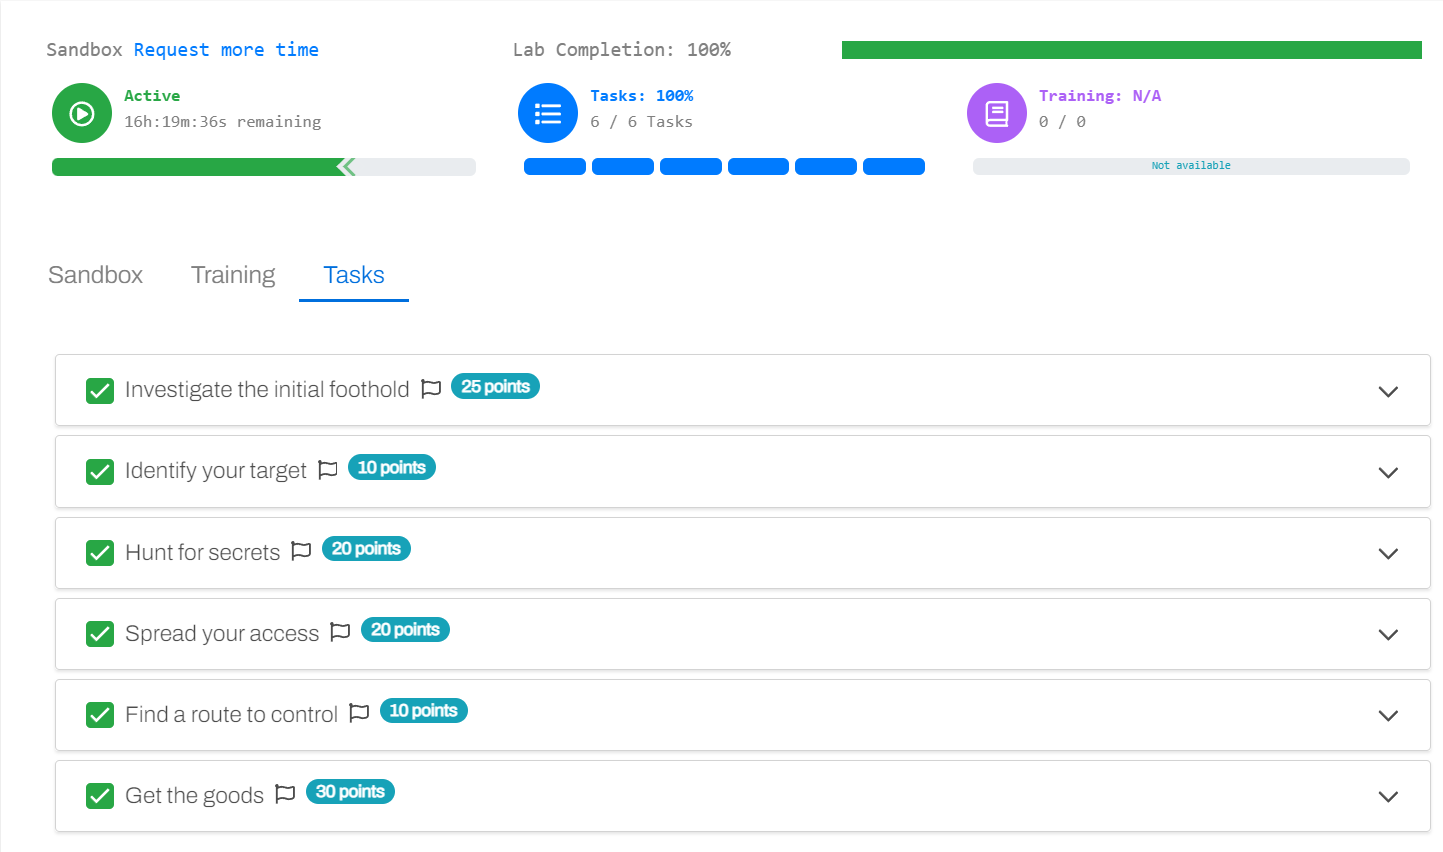 Sandbox Request more time
Lab Completion: 100%
Active
16h:19m:36s remaining
Tasks: 100%
6 / 6 Tasks
Training: N/A
0 / 0
Not available
Sandbox Training Tasks
Investigate the initial foothold 25 points
Identify your target 10 points
Hunt for secrets 20 points
Spread your access 20 points
Find a route to control 10 points
Get the goods 30 points